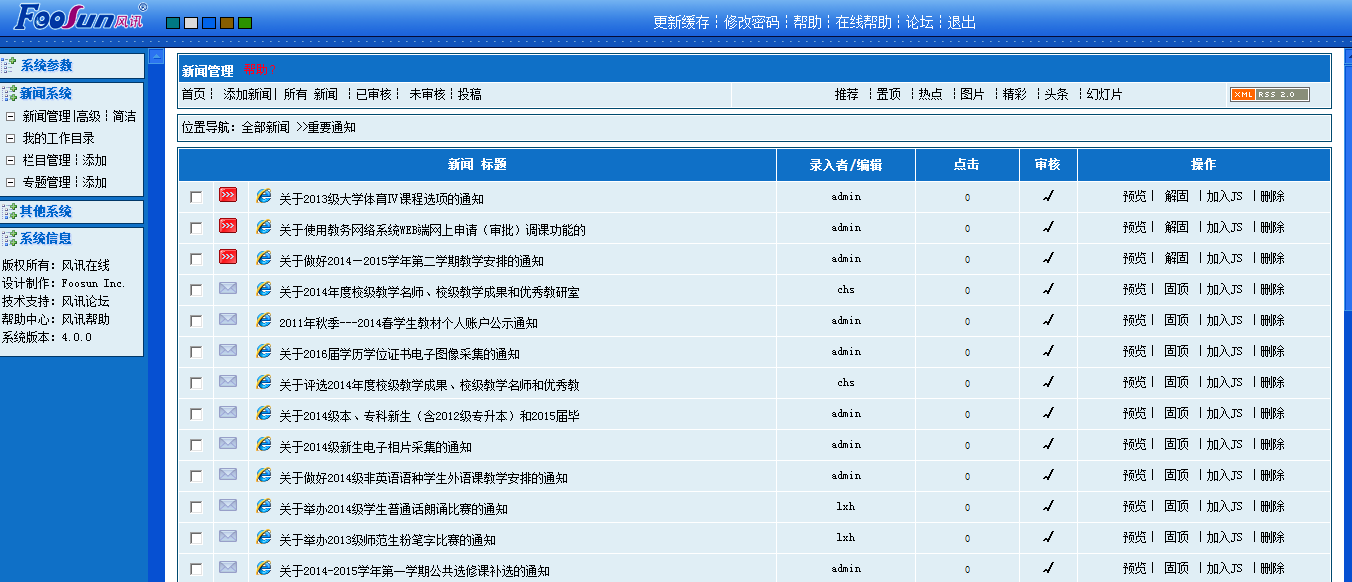 FooSun风讯®
更新缓存┆修改密码┆帮助┆在线帮助┆论坛┆退出
系统参数
新闻系统
新闻管理|高级┆简洁
我的工作目录
栏目管理┆添加
专题管理┆添加
其他系统
系统信息
版权所有：风讯在线
设计制作：Foosun Inc.
技术支持：风讯论坛
帮助中心：风讯帮助
系统版本：4.0.0
新闻管理 帮助?
首页┆ 添加新闻┆ 所有 新闻 ┆已审核┆ 未审核┆投稿 推荐 ┆置顶 ┆热点 ┆图片 ┆精彩 ┆头条 ┆幻灯片 XML RSS 2.0
位置导航：全部新闻 >>重要通知
新闻 标题 录入者/编辑 点击 审核 操作
关于2013级大学体育Ⅳ课程选项的通知 admin 0 ✓ 预览┆ 解固 ┆加入JS ┆删除
关于使用教务网络系统WEB端网上申请（审批）调课功能的 admin 0 ✓ 预览┆ 解固 ┆加入JS ┆删除
关于做好2014－2015学年第二学期教学安排的通知 admin 0 ✓ 预览┆ 解固 ┆加入JS ┆删除
关于2014年度校级教学名师、校级教学成果和优秀教研室 chs 0 ✓ 预览┆ 固顶 ┆加入JS ┆删除
2011年秋季---2014春学生教材个人账户公示通知 admin 0 ✓ 预览┆ 固顶 ┆加入JS ┆删除
关于2016届学历学位证书电子图像采集的通知 admin 0 ✓ 预览┆ 固顶 ┆加入JS ┆删除
关于评选2014年度校级教学成果、校级教学名师和优秀教 chs 0 ✓ 预览┆ 固顶 ┆加入JS ┆删除
关于2014级本、专科新生（含2012级专升本）和2015届毕 admin 0 ✓ 预览┆ 固顶 ┆加入JS ┆删除
关于2014级新生电子相片采集的通知 admin 0 ✓ 预览┆ 固顶 ┆加入JS ┆删除
关于做好2014级非英语语种学生外语课教学安排的通知 admin 0 ✓ 预览┆ 固顶 ┆加入JS ┆删除
关于举办2014级学生普通话朗诵比赛的通知 lxh 0 ✓ 预览┆ 固顶 ┆加入JS ┆删除
关于举办2013级师范生粉笔字比赛的通知 lxh 0 ✓ 预览┆ 固顶 ┆加入JS ┆删除
关于2014-2015学年第一学期公共选修课补选的通知 admin 0 ✓ 预览┆ 固顶 ┆加入JS ┆删除